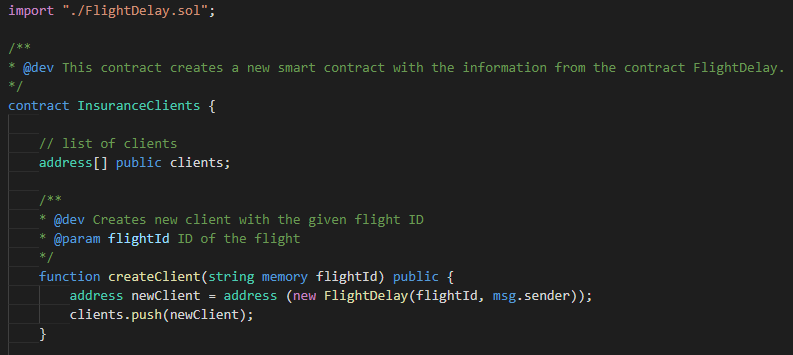 import "./FlightDelay.sol";
/**
* @dev This contract creates a new smart contract with the information from the contract FlightDelay.
*/
contract InsuranceClients {
// list of clients
address[] public clients;
/**
* @dev Creates new client with the given flight ID
* @param flightId ID of the flight
*/
function createClient(string memory flightId) public {
address newClient = address (new FlightDelay(flightId, msg.sender));
clients.push(newClient);
}